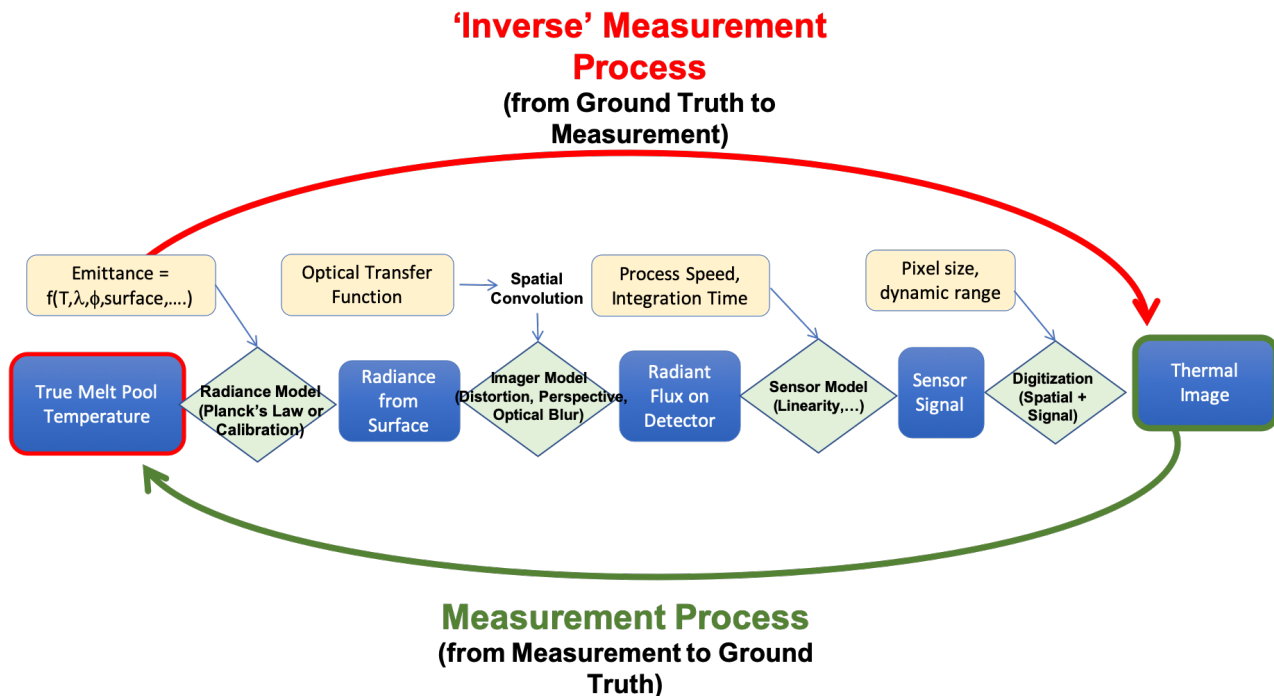 ‘Inverse’ Measurement
Process
(from Ground Truth to
Measurement)
Emittance =
f(T,λ,ϕ,surface,....)
Optical Transfer
Function
Spatial
Convolution
Process Speed,
Integration Time
Pixel size,
dynamic range
True Melt Pool
Temperature
Radiance Model
(Planck’s Law or
Calibration)
Radiance
from
Surface
Imager Model
(Distortion, Perspective,
Optical Blur)
Radiant
Flux on
Detector
Sensor Model
(Linearity,...)
Sensor
Signal
Digitization
(Spatial +
Signal)
Thermal
Image
Measurement Process
(from Measurement to Ground
Truth)